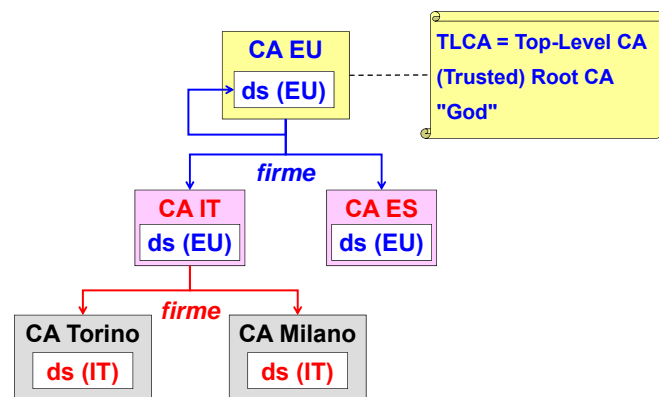 CA EU
ds (EU)
TLCA = Top-Level CA
(Trusted) Root CA
"God"
firme
CA IT
ds (EU)
CA ES
ds (EU)
firme
CA Torino
ds (IT)
CA Milano
ds (IT)